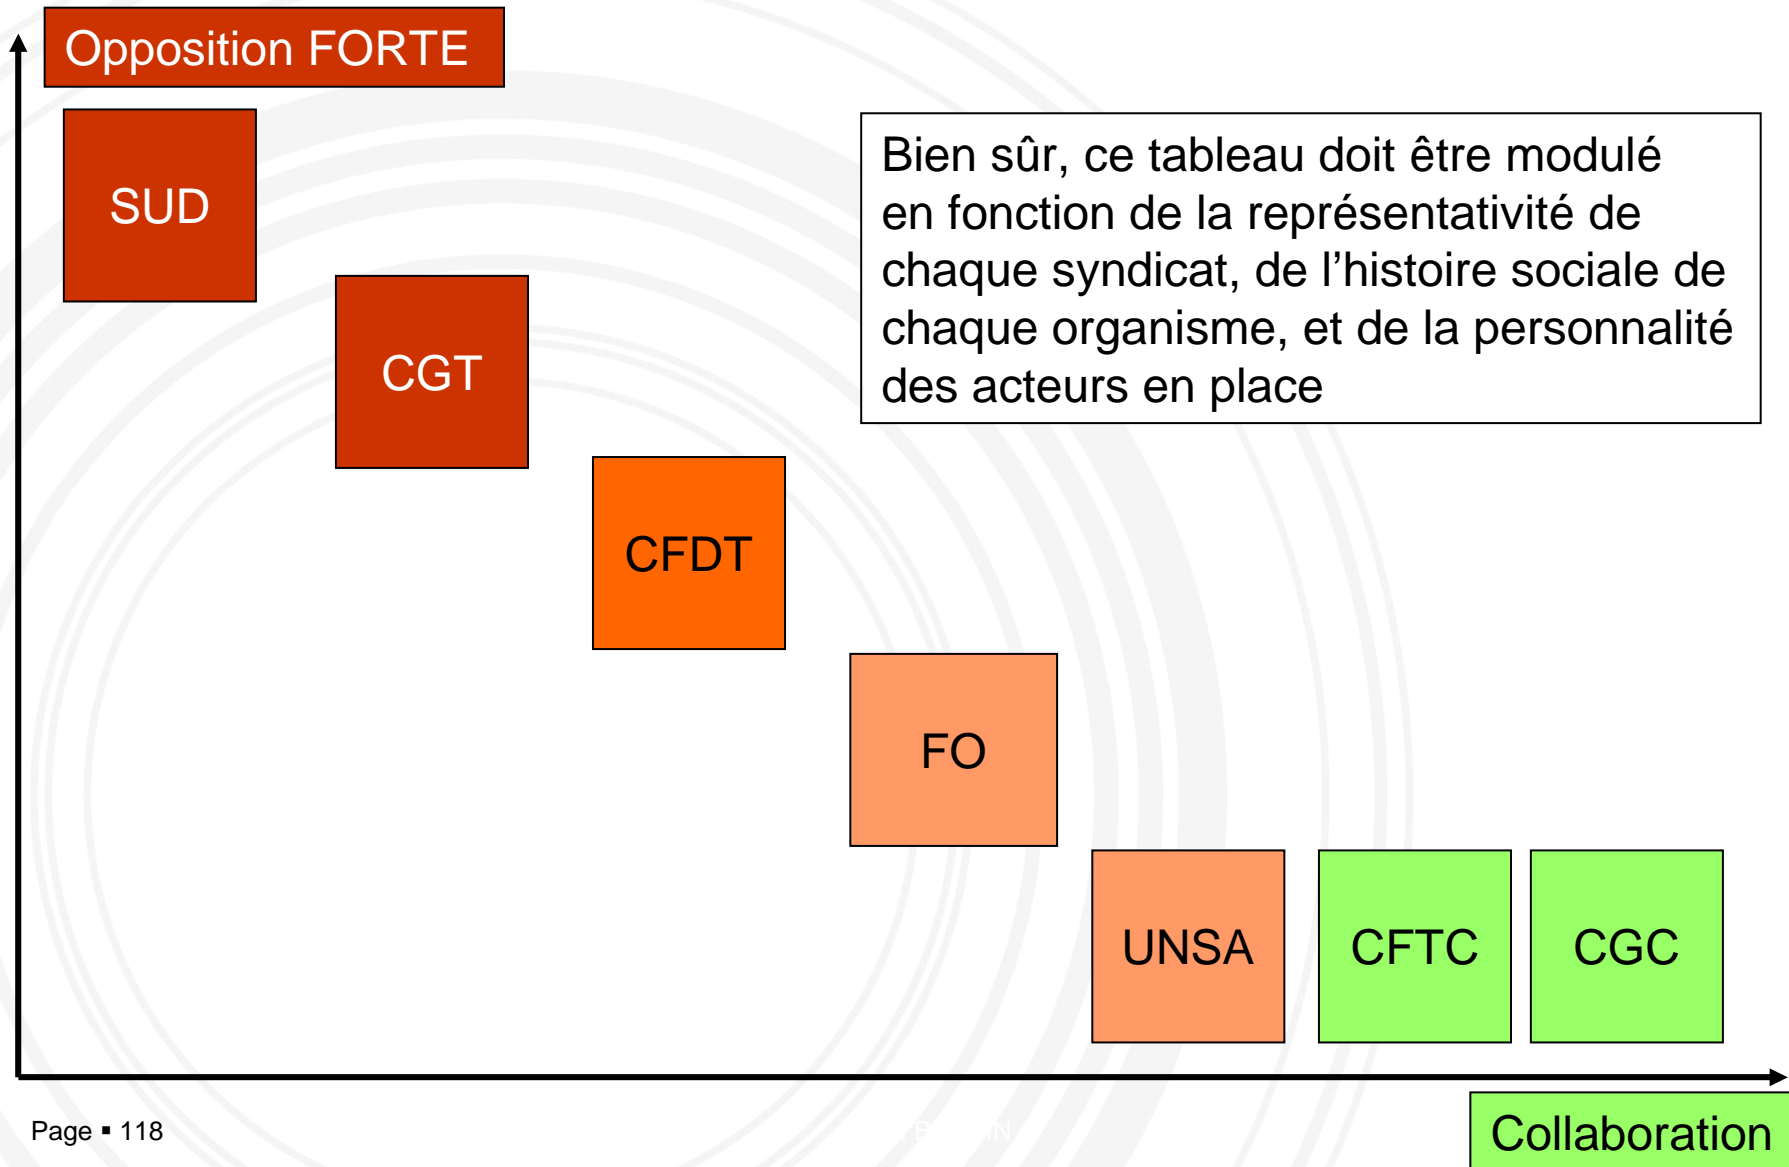 Opposition FORTE
SUD
Bien sûr, ce tableau doit être modulé
en fonction de la représentativité de
chaque syndicat, de l’histoire sociale de
chaque organisme, et de la personnalité
des acteurs en place
CGT
CFDT
FO
UNSA
CFTC
CGC
Page ▪ 118
Collaboration